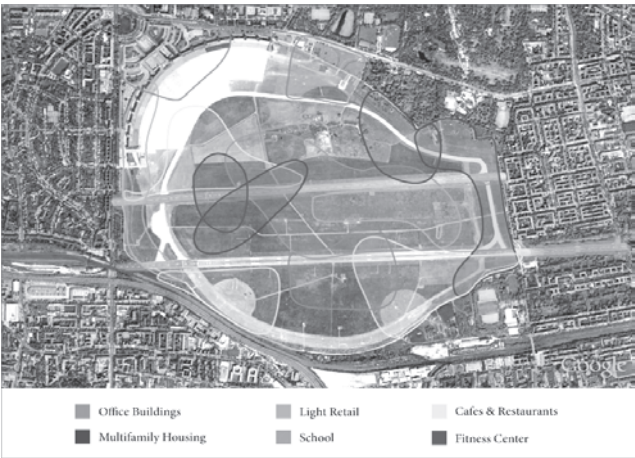 Google
Office Buildings
Light Retail
Cafes & Restaurants
Multifamily Housing
School
Fitness Center